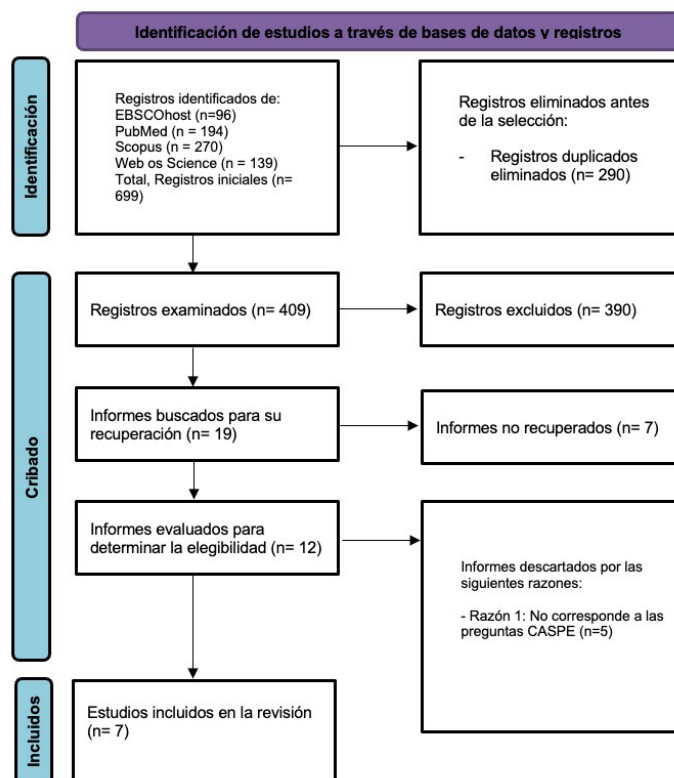 Identificación de estudios a través de bases de datos y registros
Identificación
Registros identificados de:
EBSCOhost (n=96)
PubMed (n = 194)
Scopus (n = 270)
Web os Science (n = 139)
Total, Registros iniciales (n=
699)
Registros eliminados antes
de la selección:
- Registros duplicados
eliminados (n= 290)
Cribado
Registros examinados (n= 409)
Registros excluidos (n= 390)
Informes buscados para su
recuperación (n= 19)
Informes no recuperados (n= 7)
Informes evaluados para
determinar la elegibilidad (n= 12)
Informes descartados por las
siguientes razones:
- Razón 1: No corresponde a las
preguntas CASPE (n=5)
Incluidos
Estudios incluidos en la revisión
(n= 7)